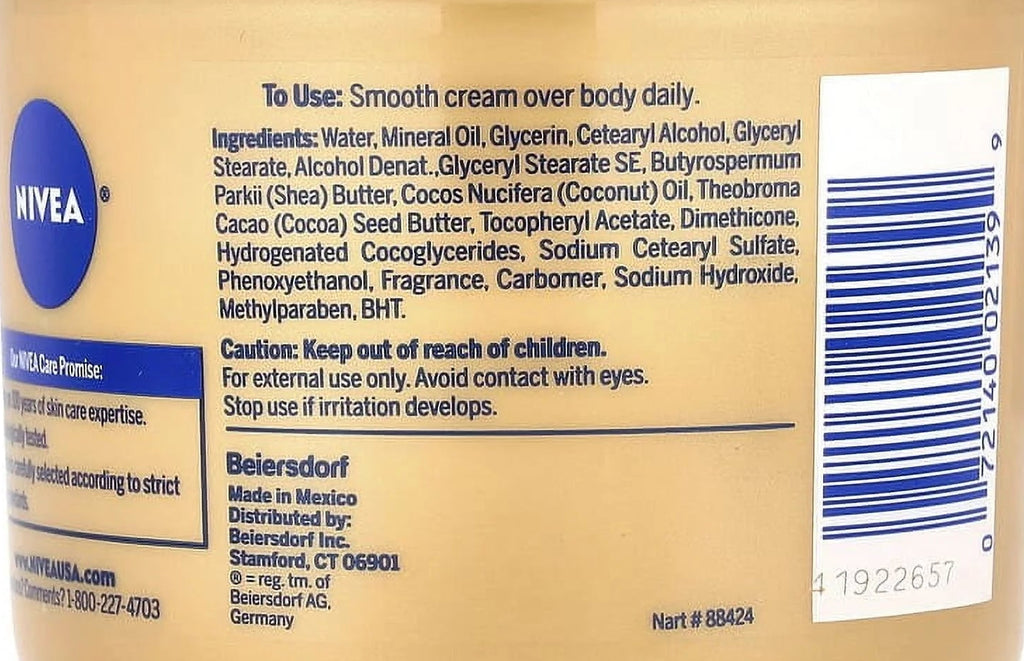 To Use: Smooth cream over body daily.
Ingredients: Water, Mineral Oil, Glycerin, Cetearyl Alcohol, Glyceryl
Stearate, Alcohol Denat.,Glyceryl Stearate SE, Butyrospermum
Parkii (Shea) Butter, Cocos Nucifera (Coconut) Oil, Theobroma
Cacao (Cocoa) Seed Butter, Tocopheryl Acetate, Dimethicone,
Hydrogenated Cocoglycerides, Sodium Cetearyl Sulfate,
Phenoxyethanol, Fragrance, Carbomer, Sodium Hydroxide,
Methylparaben, BHT.
Caution: Keep out of reach of children.
For external use only. Avoid contact with eyes.
Stop use if irritation develops.
Beiersdorf
Made in Mexico
Distributed by:
Beiersdorf Inc.
Stamford, CT 06901
® = reg. tm. of
Beiersdorf AG,
Germany
Nart # 88424
NIVEA®
Our NIVEA Care Promise:
years of skin care expertise.
tested.
carefully selected according to strict
www.NIVEAUSA.com
Comments? 1-800-227-4703
0 72140 02139 9
41922657